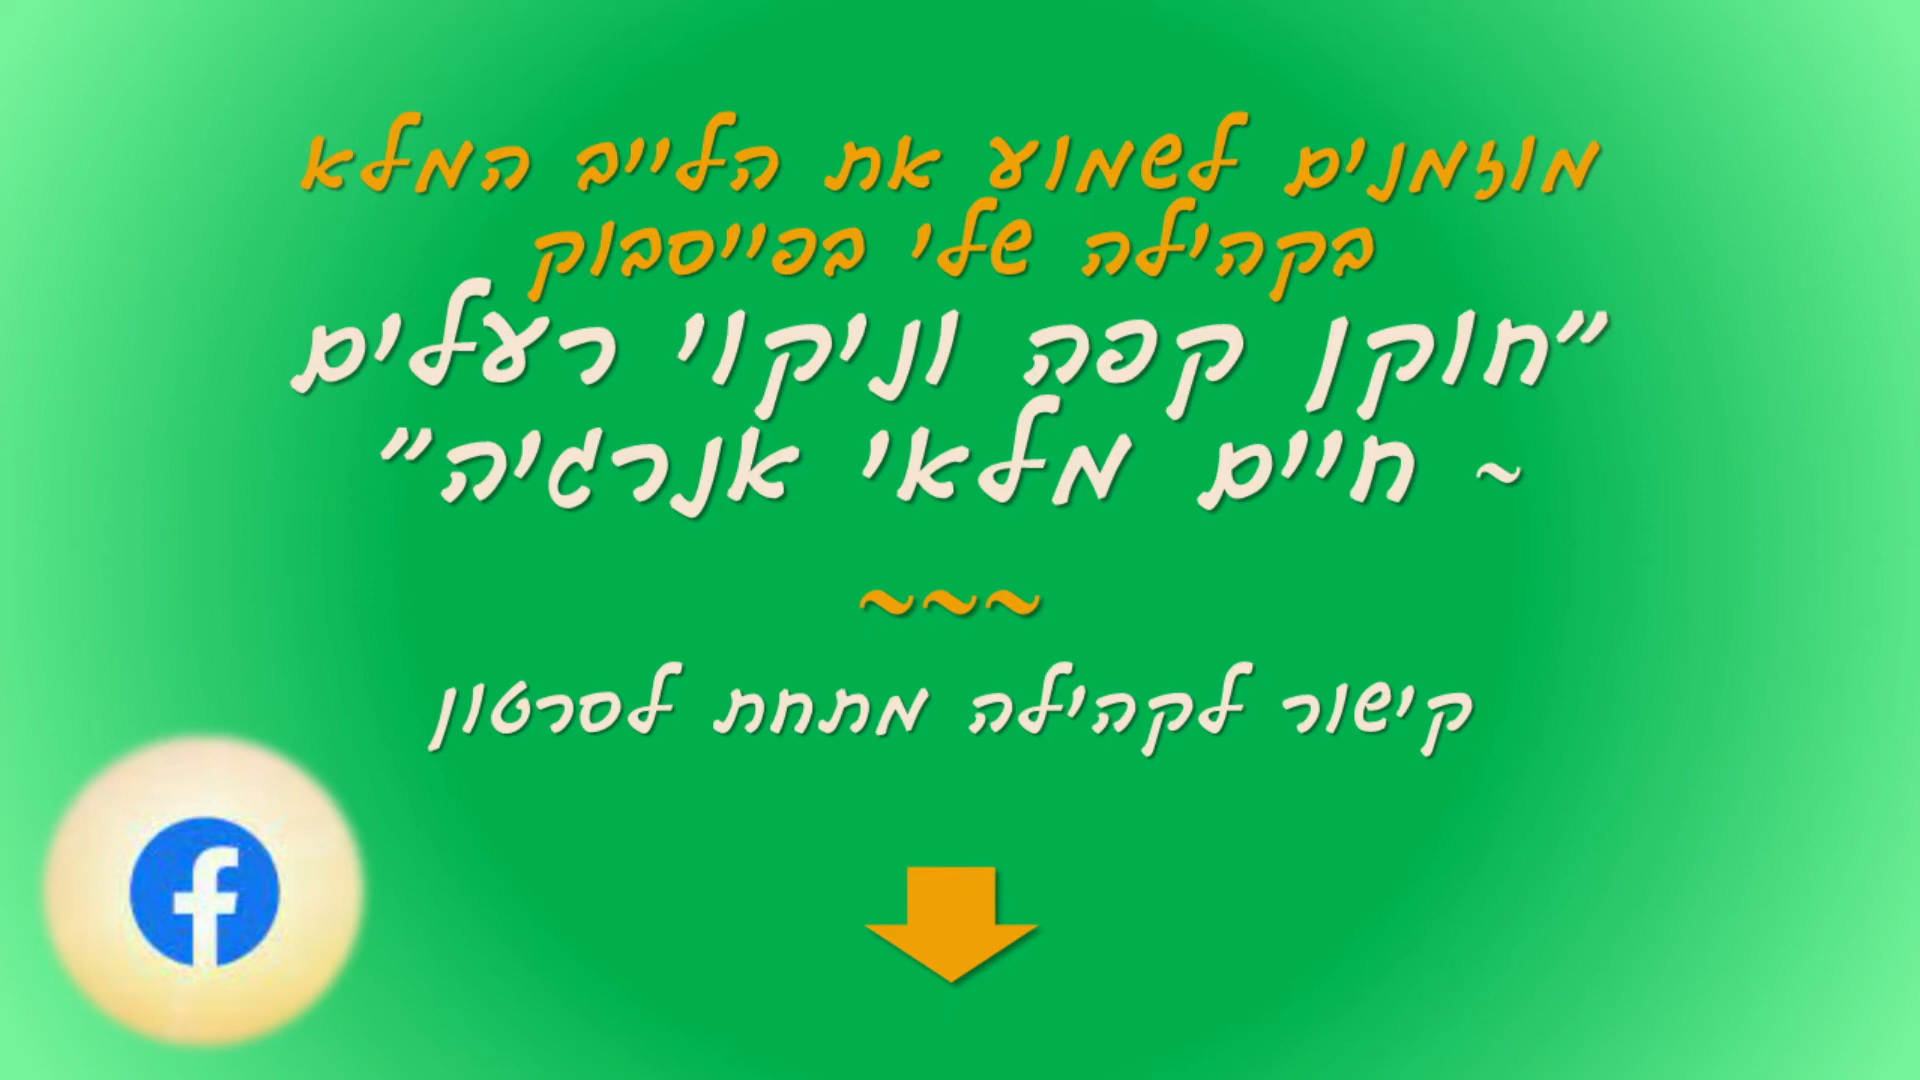 מוזמנים לשמוע את הלייב המלא
בקהילה שלי בפייסבוק
"חוקן קפה וניקוי רעלים
~ חיים מלאי אנרגיה"
~~~
קישור לקהילה מתחת לסרטון
f